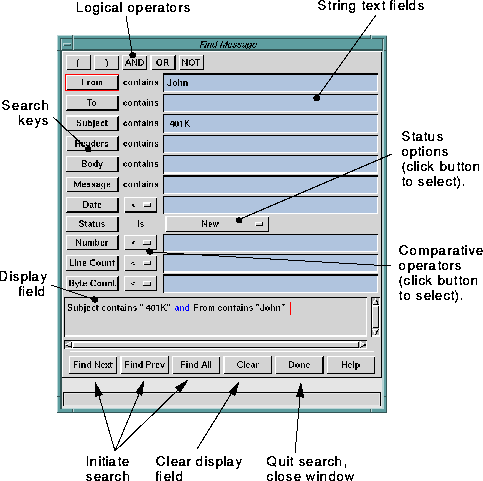 Logical operators
String text fields
Find Message
( ) AND OR NOT
From contains John
To contains
Subject contains 401K
Headers contains
Body contains
Message contains
Date <
Status Is New
Number <
Line Count <
Byte Count <
Search
keys
Status
options
(click button
to select).
Comparative
operators
(click button
to select).
Display
field
Subject contains " 401K" and From contains "John"
Find Next Find Prev Find All Clear Done Help
Initiate
search
Clear display
field
Quit search,
close window